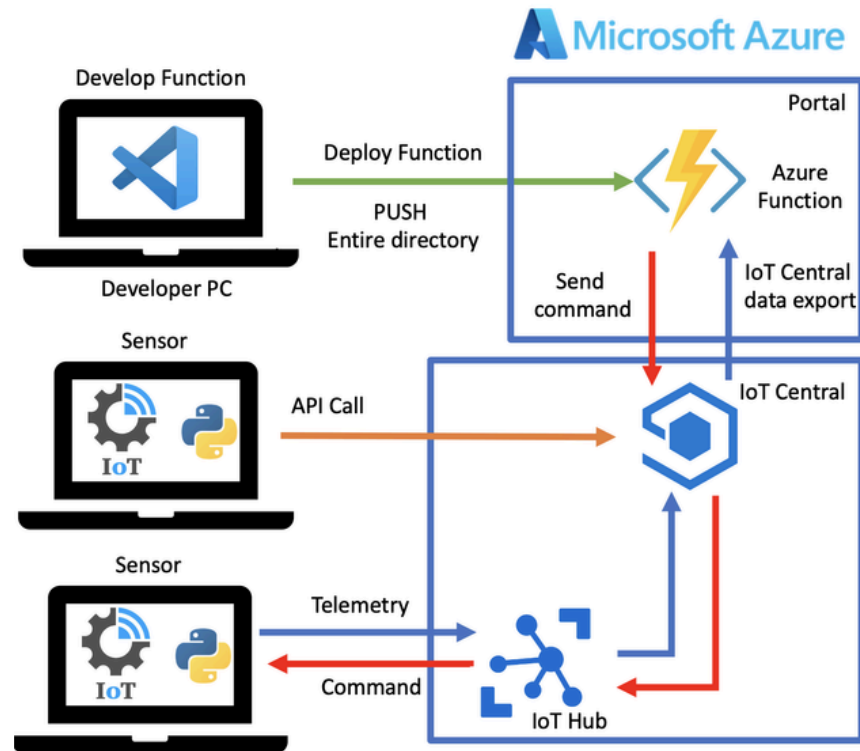 Microsoft Azure
Develop Function
Portal
Deploy Function
Azure
Function
PUSH
Entire directory
Developer PC
Send
command
IoT Central
data export
Sensor
IoT
API Call
IoT Central
Sensor
IoT
Telemetry
Command
IoT Hub